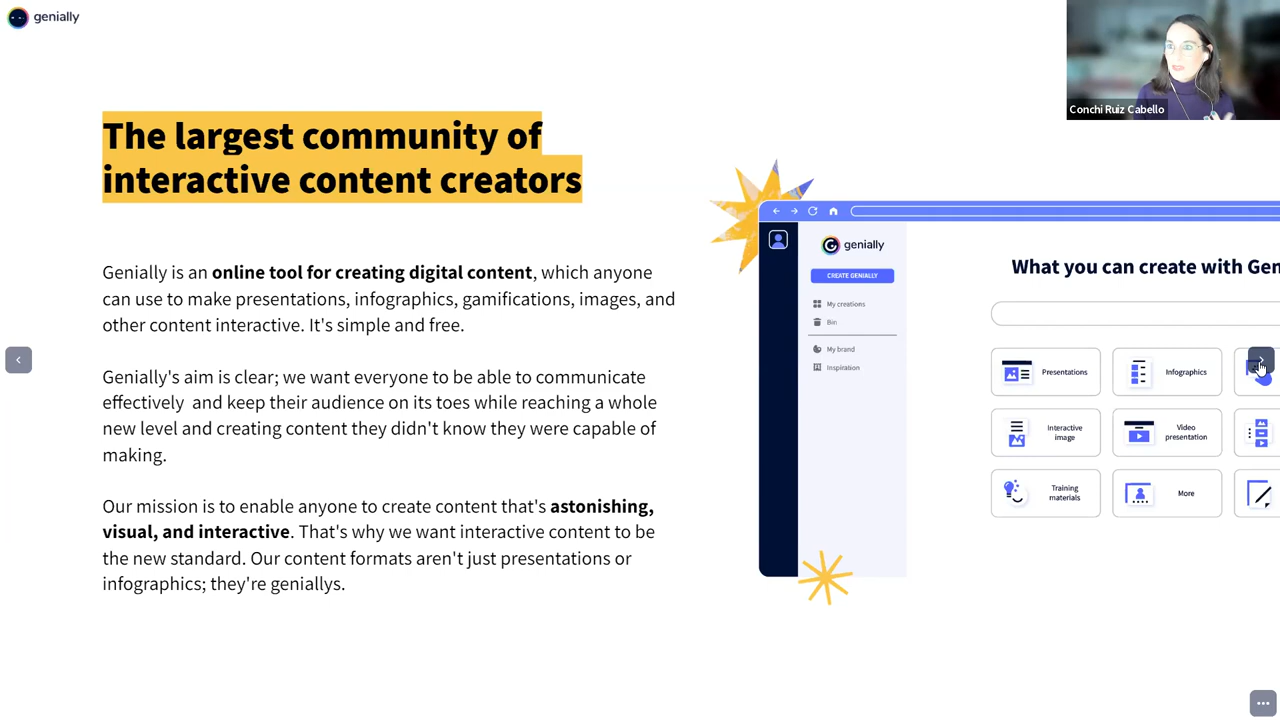 genially
Conchi Ruiz Cabello
The largest community of
interactive content creators
Genially is an online tool for creating digital content, which anyone
can use to make presentations, infographics, gamifications, images, and
other content interactive. It's simple and free.
Genially's aim is clear; we want everyone to be able to communicate
effectively  and keep their audience on its toes while reaching a whole
new level and creating content they didn't know they were capable of
making.
Our mission is to enable anyone to create content that's astonishing,
visual, and interactive. That's why we want interactive content to be
the new standard. Our content formats aren't just presentations or
infographics; they're geniallys.
genially
CREATE GENIALLY
My creations
Bin
My brand
Inspiration
What you can create with Gen
Presentations
Infographics
Interactive
image
Video
presentation
Training
materials
More